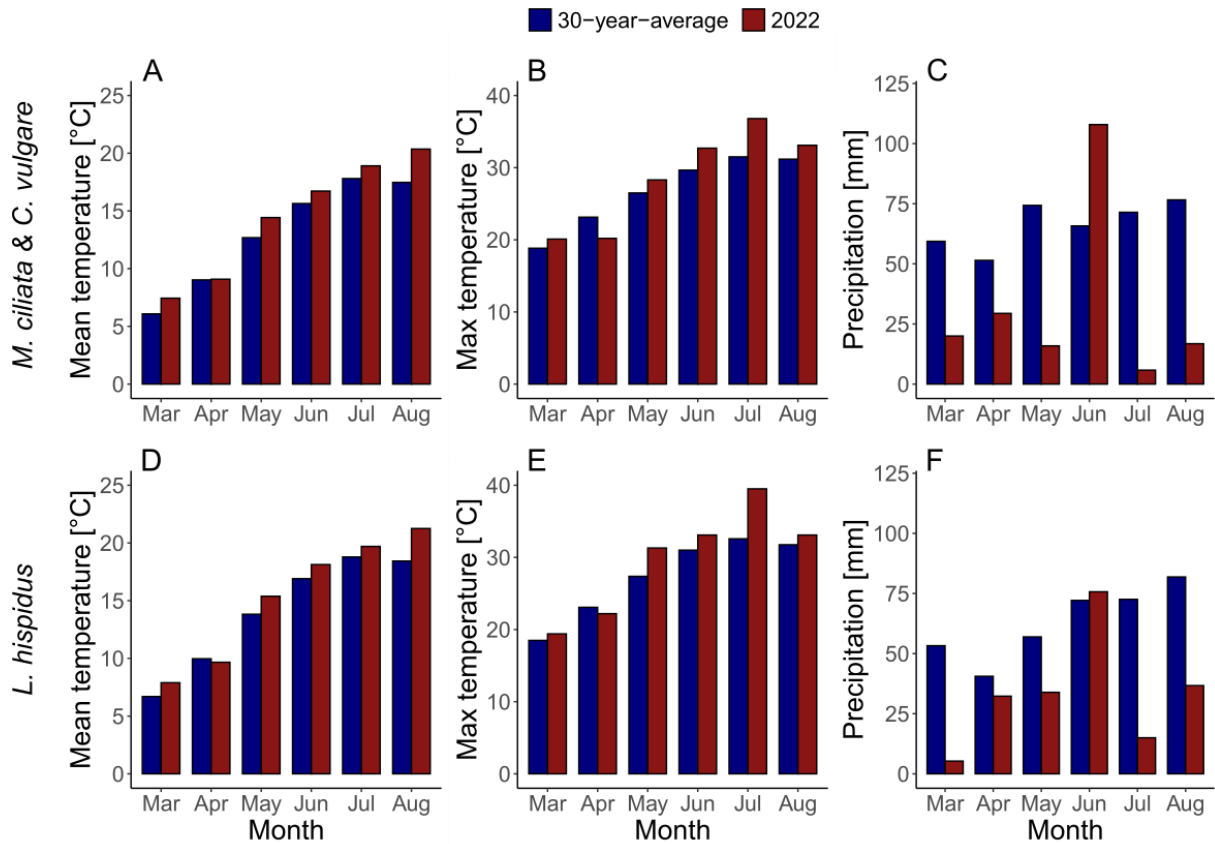 30−year−average 2022
A
M. ciliata & C. vulgare
Mean temperature [°C]
25
20
15
10
5
0
Mar Apr May Jun Jul Aug
B
Max temperature [°C]
40
30
20
10
0
Mar Apr May Jun Jul Aug
C
Precipitation [mm]
125
100
75
50
25
0
Mar Apr May Jun Jul Aug
D
L. hispidus
Mean temperature [°C]
25
20
15
10
5
0
Mar Apr May Jun Jul Aug
Month
E
Max temperature [°C]
40
30
20
10
0
Mar Apr May Jun Jul Aug
Month
F
Precipitation [mm]
125
100
75
50
25
0
Mar Apr May Jun Jul Aug
Month